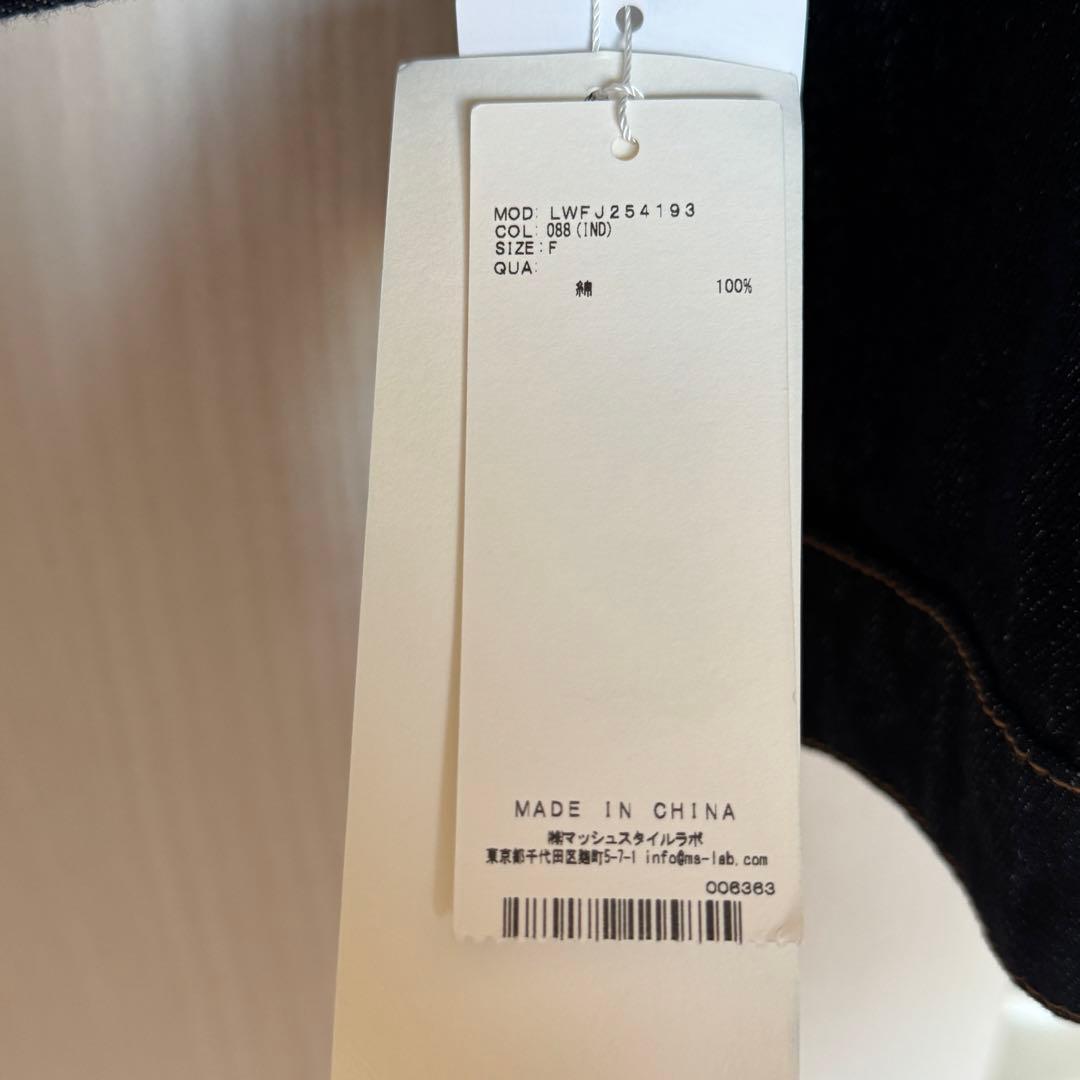 MOD: LWFJ254193
COL: 088(IND)
SIZE:F
QUA:
綿 100%
MADE IN CHINA
㈱マッシュスタイルラボ
東京都千代田区麹町5-7-1 info@ms-lab.com
006363